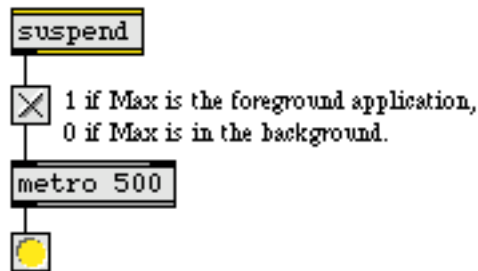 suspend
1 if Max is the foreground application,
0 if Max is in the background.
metro 500